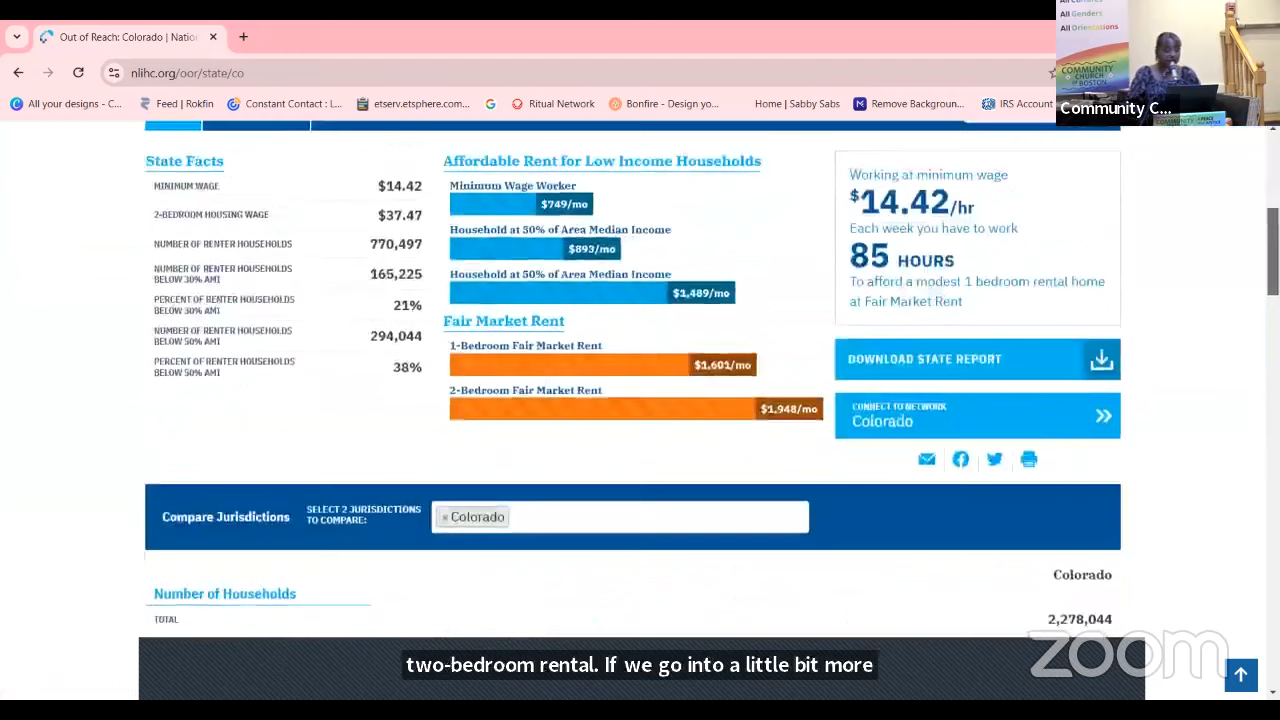 Out of Reach: Colorado | Natio
nlihc.org/oor/state/co
All your designs - C...
Feed | Rokfin
Constant Contact : L...
etserv.etsphere.com...
Ritual Network
Bonfire - Design yo...
Home | Sabby Sabs
Remove Backgroun...
IRS Account
All Genders
All Orientations
COMMUNITY
CHURCH
BOSTON
Community C...
State Facts
MINIMUM WAGE $14.42
2-BEDROOM HOUSING WAGE $37.47
NUMBER OF RENTER HOUSEHOLDS 770,497
NUMBER OF RENTER HOUSEHOLDS
BELOW 30% AMI 165,225
PERCENT OF RENTER HOUSEHOLDS
BELOW 30% AMI 21%
NUMBER OF RENTER HOUSEHOLDS
BELOW 50% AMI 294,044
PERCENT OF RENTER HOUSEHOLDS
BELOW 50% AMI 38%
Affordable Rent for Low Income Households
Minimum Wage Worker
$749/mo
Household at 50% of Area Median Income
$893/mo
Household at 50% of Area Median Income
$1,489/mo
Fair Market Rent
1-Bedroom Fair Market Rent
$1,601/mo
2-Bedroom Fair Market Rent
$1,948/mo
Working at minimum wage
$14.42/hr
Each week you have to work
85 HOURS
To afford a modest 1 bedroom rental home
at Fair Market Rent
DOWNLOAD STATE REPORT
CONNECT TO NETWORK
Colorado
Compare Jurisdictions
SELECT 2 JURISDICTIONS
TO COMPARE:
× Colorado
Colorado
Number of Households
TOTAL 2,278,044
two-bedroom rental. If we go into a little bit more
zoom